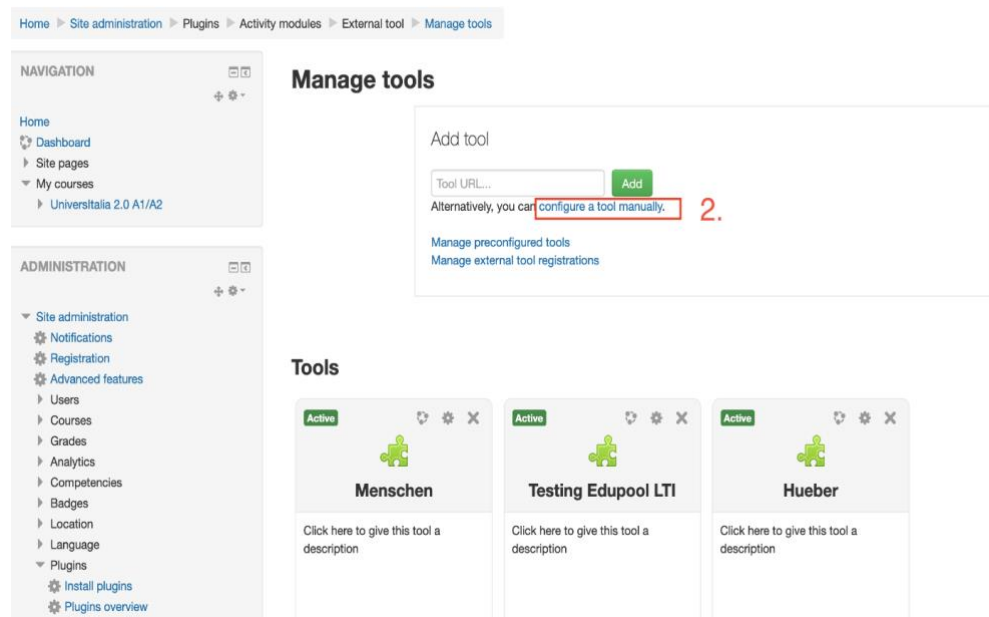 Home Site administration Plugins Activity modules External tool Manage tools
NAVIGATION
Home
Dashboard
Site pages
My courses
UniversItalia 2.0 A1/A2
ADMINISTRATION
Site administration
Notifications
Registration
Advanced features
Users
Courses
Grades
Analytics
Competencies
Badges
Location
Language
Plugins
Install plugins
Plugins overview
Manage tools
Add tool
Tool URL...
Add
Alternatively, you can configure a tool manually.
2.
Manage preconfigured tools
Manage external tool registrations
Tools
Active
Menschen
Click here to give this tool a
description
Active
Testing Edupool LTI
Click here to give this tool a
description
Active
Hueber
Click here to give this tool a
description